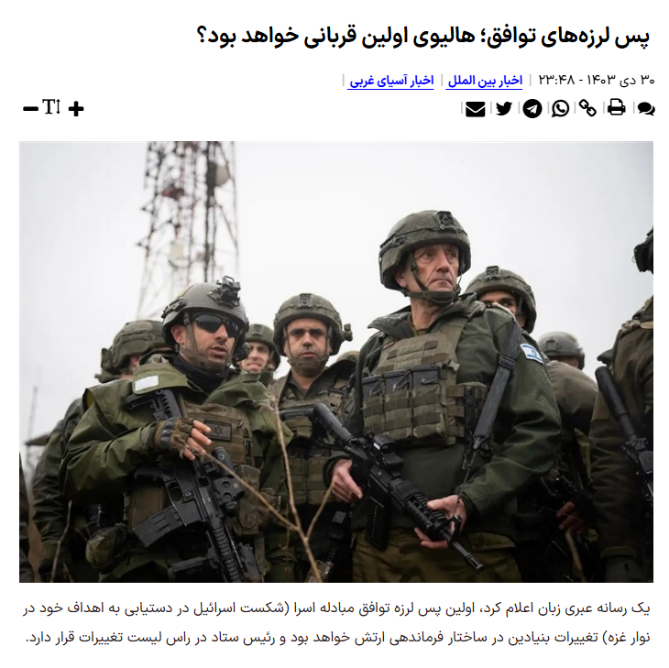 پس لرزه‌های توافق؛ هالیوی اولین قربانی خواهد بود؟
۳۰ دی ۱۴۰۳ - ۲۳:۴۸ | اخبار بین الملل | اخبار آسیای غربی |
T
یک رسانه عبری زبان اعلام کرد، اولین پس لرزه توافق مبادله اسرا (شکست اسرائیل در دستیابی به اهداف خود در
نوار غزه) تغییرات بنیادین در ساختار فرماندهی ارتش خواهد بود و رئیس ستاد در راس لیست تغییرات قرار دارد.